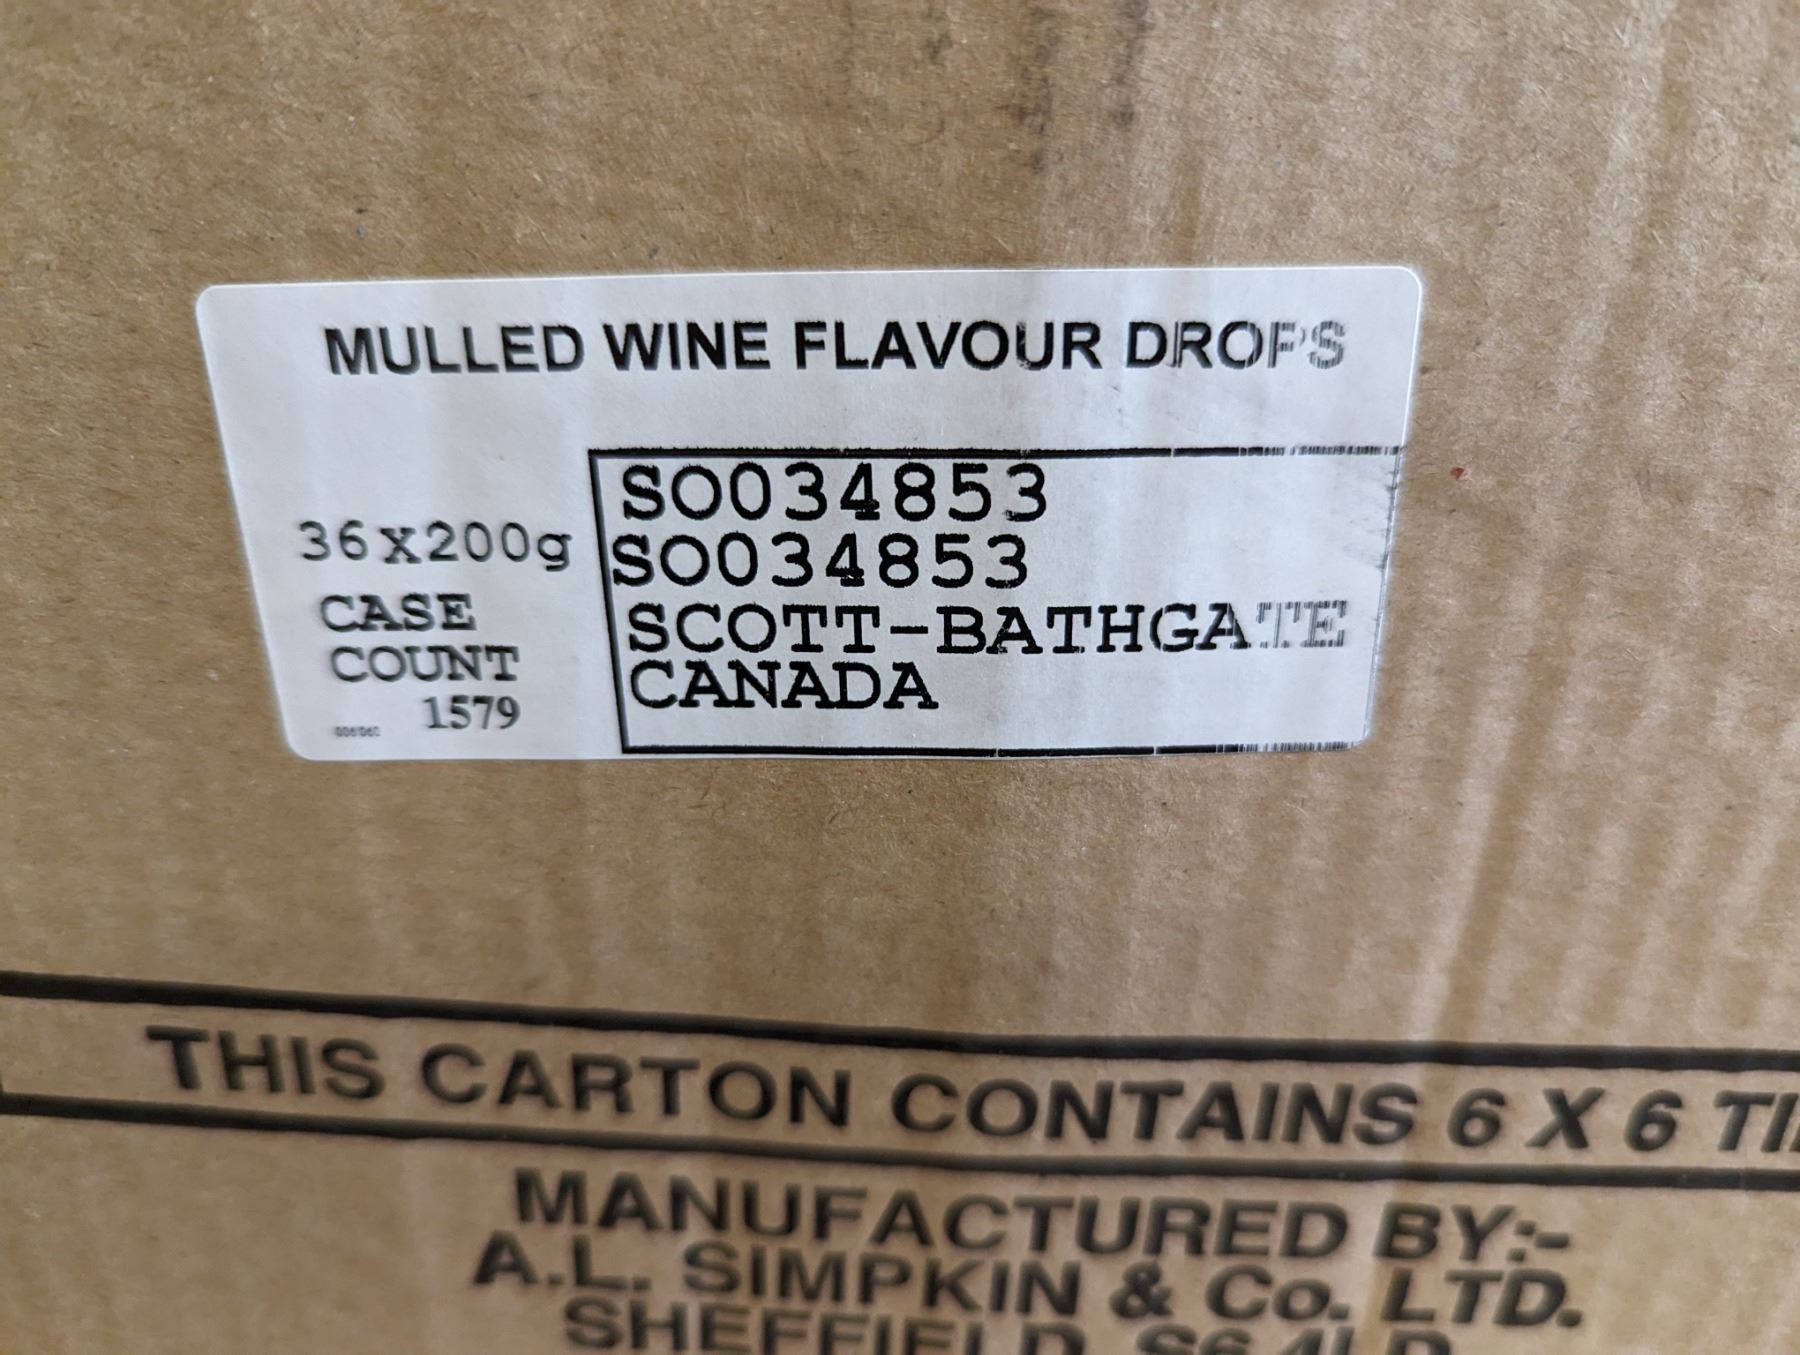 MULLED WINE FLAVOUR DROPS
SO034853
36x200g
SO034853
CASE
SCOTT-BATHGATE
COUNT
CANADA
1579
THIS CARTON CONTAINS 6 X 6
MANUFACTURED BY:-
A.L. SIMPKIN & Co. LTD.
SHEFFIELD